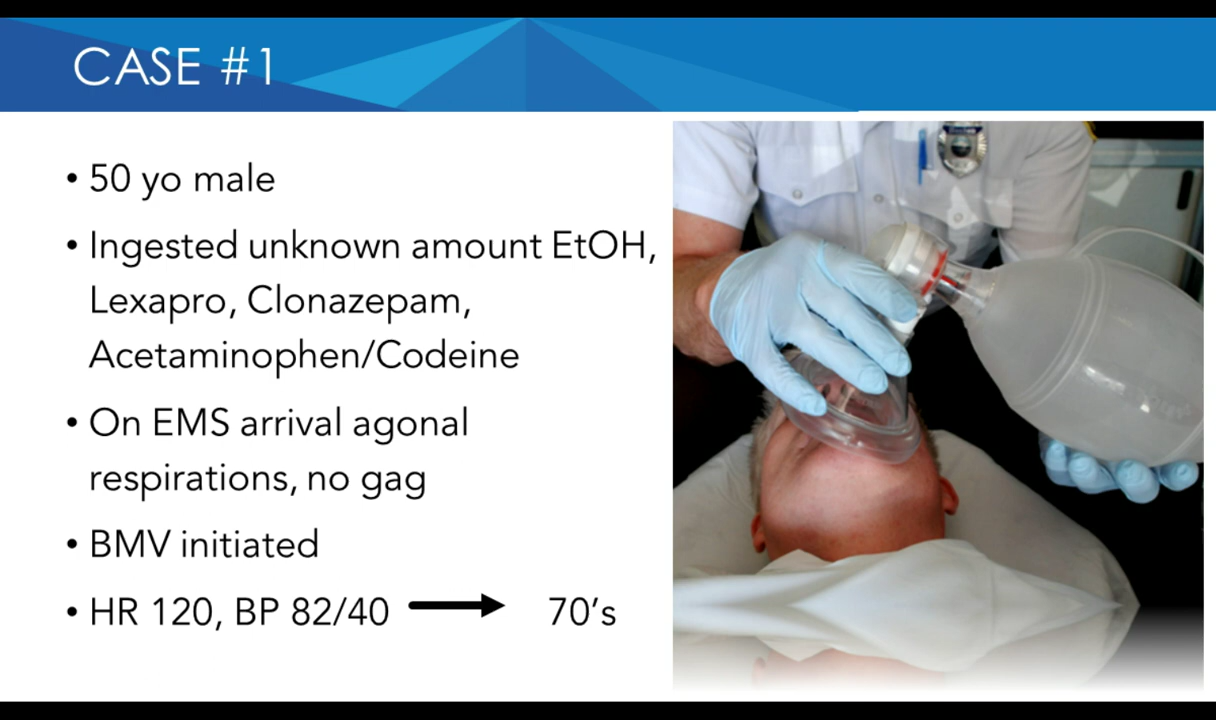 CASE #1
• 50 yo male
• Ingested unknown amount EtOH,
Lexapro, Clonazepam,
Acetaminophen/Codeine
• On EMS arrival agonal
respirations, no gag
• BMV initiated
• HR 120, BP 82/40 70's